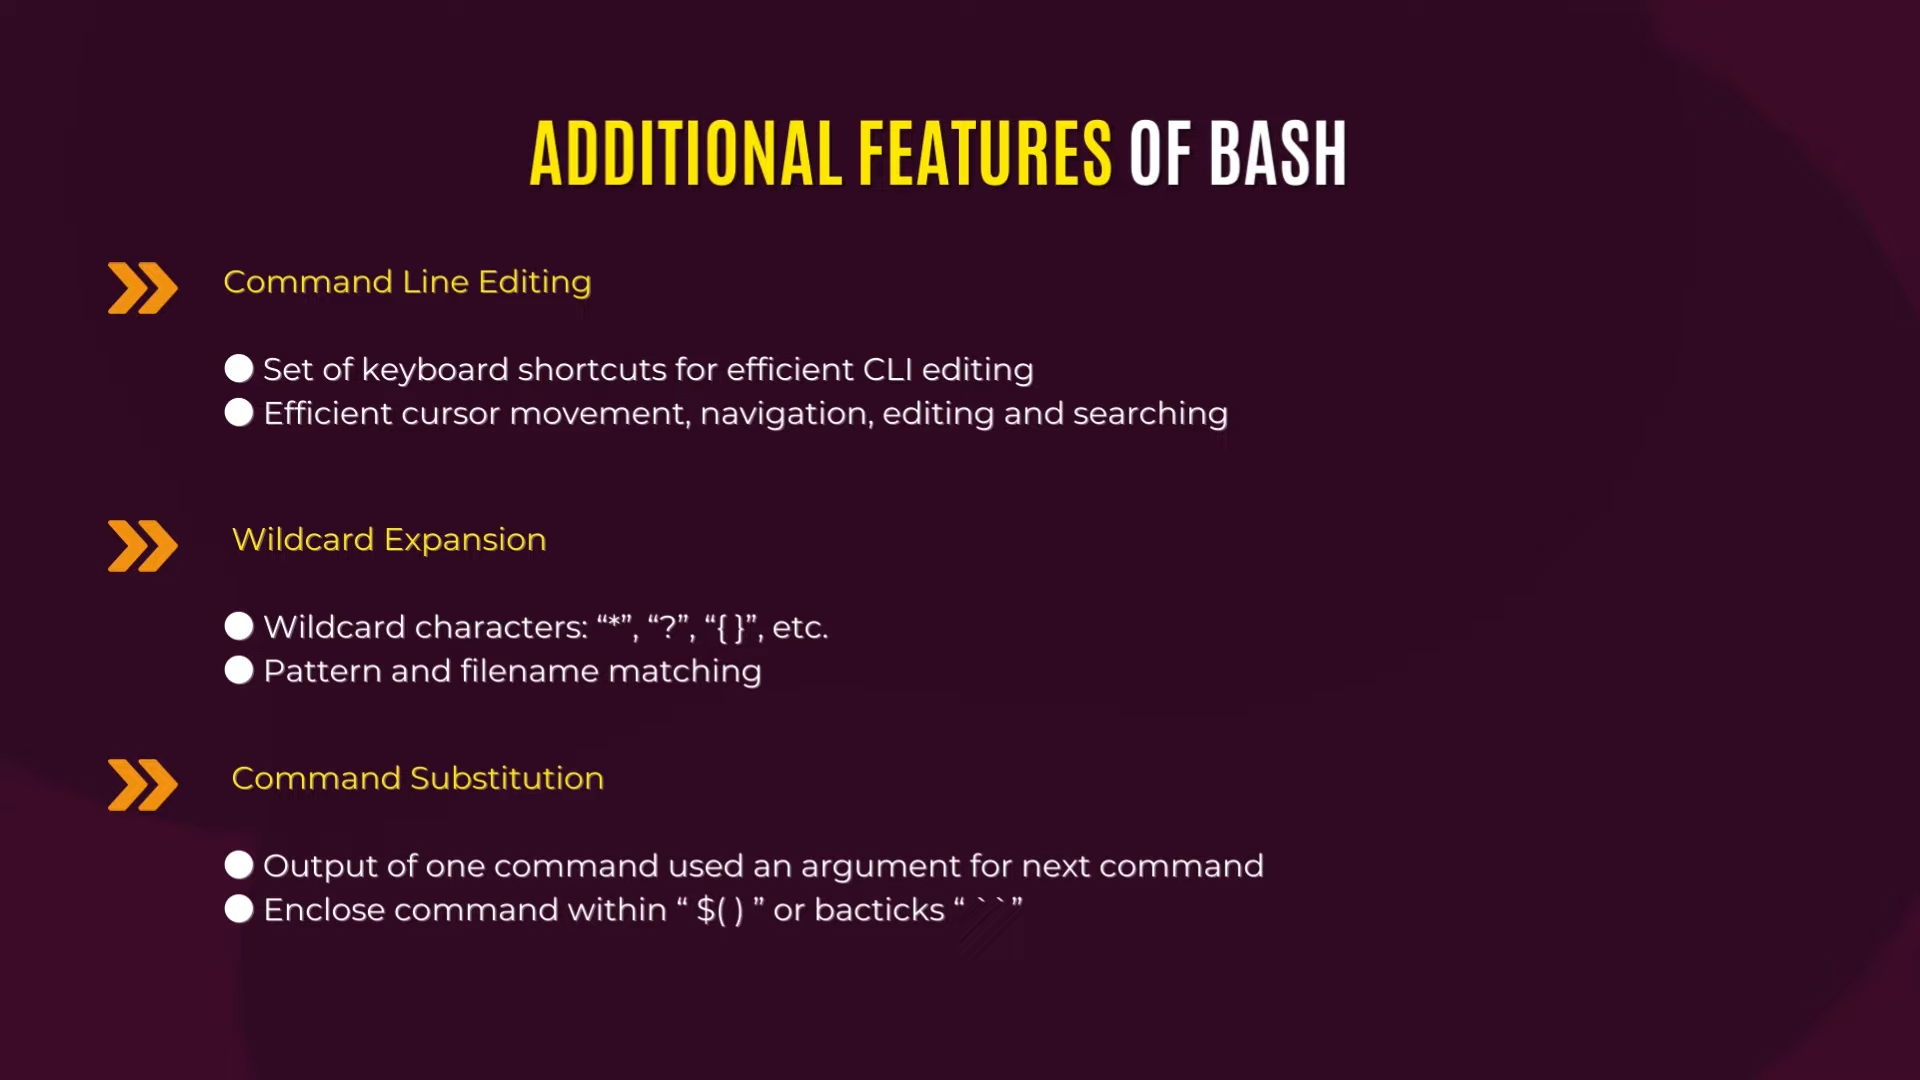 ADDITIONAL FEATURES OF BASH
Command Line Editing
● Set of keyboard shortcuts for efficient CLI editing
● Efficient cursor movement, navigation, editing and searching
Wildcard Expansion
● Wildcard characters: “*”, “?”, “{ }”, etc.
● Pattern and filename matching
Command Substitution
● Output of one command used an argument for next command
● Enclose command within “ $( ) ” or bacticks “ ` ` ”